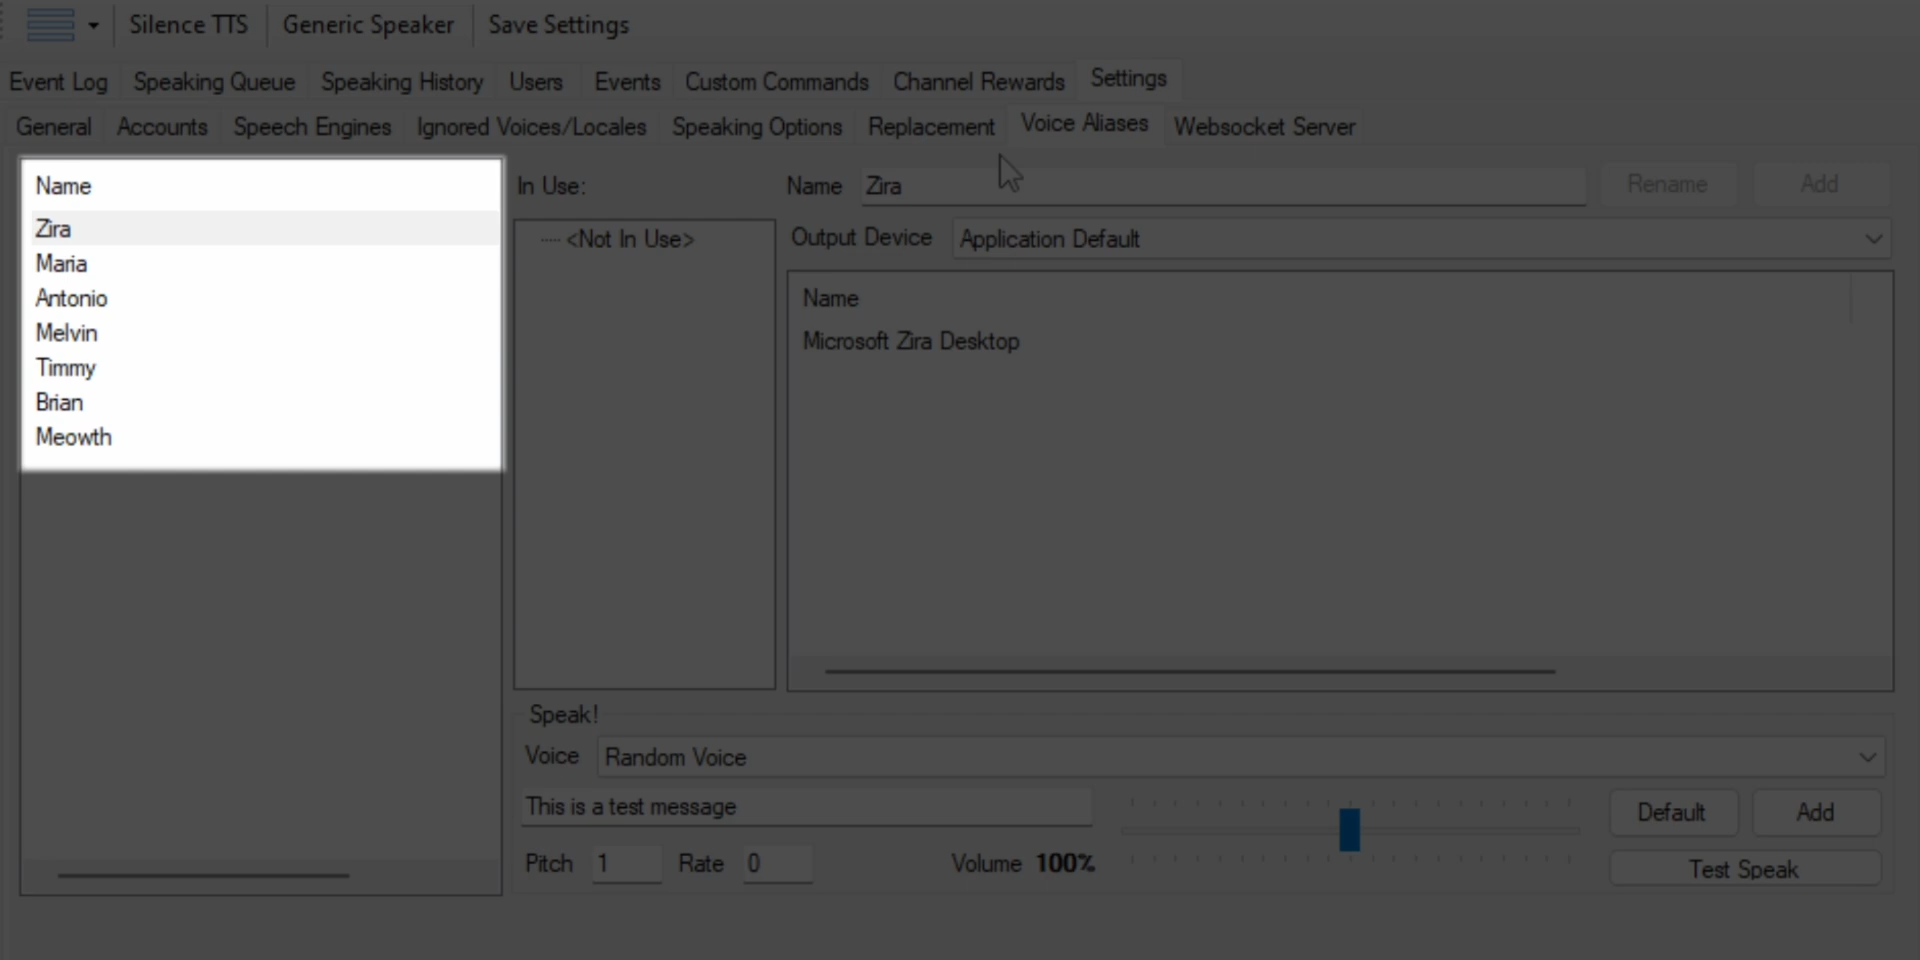 Silence TTS Generic Speaker Save Settings
Event Log Speaking Queue Speaking History Users Events Custom Commands Channel Rewards Settings
General Accounts Speech Engines Ignored Voices/Locales Speaking Options Replacement Voice Aliases Websocket Server
Name
Zira
Maria
Antonio
Melvin
Timmy
Brian
Meowth
In Use:
<Not In Use>
Name Zira Rename Add
Output Device Application Default
Name
Microsoft Zira Desktop
Speak!
Voice Random Voice
This is a test message
Default Add
Pitch 1 Rate 0 Volume 100%
Test Speak